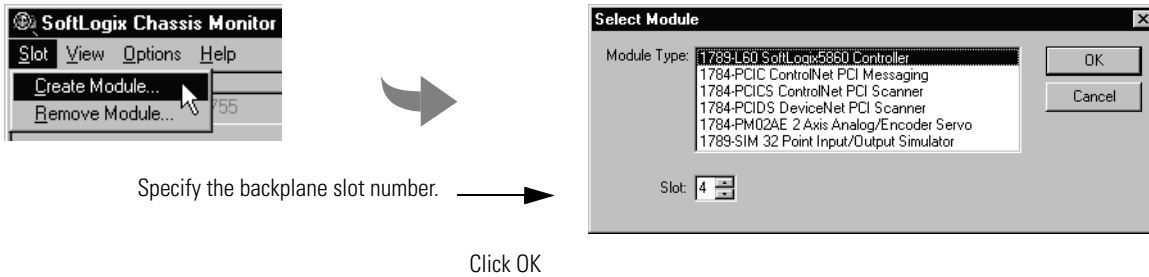 SoftLogix Chassis Monitor
Slot View Options Help
Create Module...
Remove Module...
755
Select Module
Module Type:
1789-L60 SoftLogix5860 Controller
1784-PCIC ControlNet PCI Messaging
1784-PCICS ControlNet PCI Scanner
1784-PCIDS DeviceNet PCI Scanner
1784-PM02AE 2 Axis Analog/Encoder Servo
1789-SIM 32 Point Input/Output Simulator
OK
Cancel
Slot: 4
Specify the backplane slot number.
Click OK